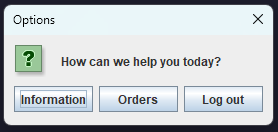 Options
?
How can we help you today?
Information Orders Log out